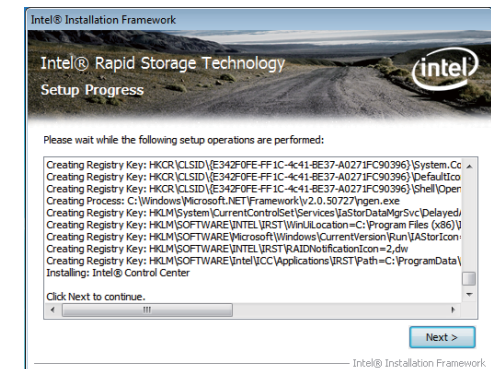 Intel® Installation Framework
Intel® Rapid Storage Technology
Setup Progress
intel
Please wait while the following setup operations are performed:
Creating Registry Key: HKCR\CLSID\{E342F0FE-FF1C-4c41-BE37-A0271FC90396}\System.Co
Creating Registry Key: HKCR\CLSID\{E342F0FE-FF1C-4c41-BE37-A0271FC90396}\DefaultIco
Creating Registry Key: HKCR\CLSID\{E342F0FE-FF1C-4c41-BE37-A0271FC90396}\Shell\Open
Creating Process: C:\Windows\Microsoft.NET\Framework\v2.0.50727\ngen.exe
Creating Registry Key: HKLM\System\CurrentControlSet\Services\IaStorDataMgrSvc\Delayed
Creating Registry Key: HKLM\SOFTWARE\INTEL\IRST\WinUiLocation=C:\Program Files (x86)\I
Creating Registry Key: HKLM\SOFTWARE\Microsoft\Windows\CurrentVersion\Run\IAStorIcon=
Creating Registry Key: HKLM\SOFTWARE\INTEL\IRST\RAIDNotificationIcon=2,dw
Creating Registry Key: HKLM\SOFTWARE\Intel\ICC\Applications\IRST\Path=C:\ProgramData\
Installing: Intel® Control Center
Click Next to continue.
Next >
Intel® Installation Framework